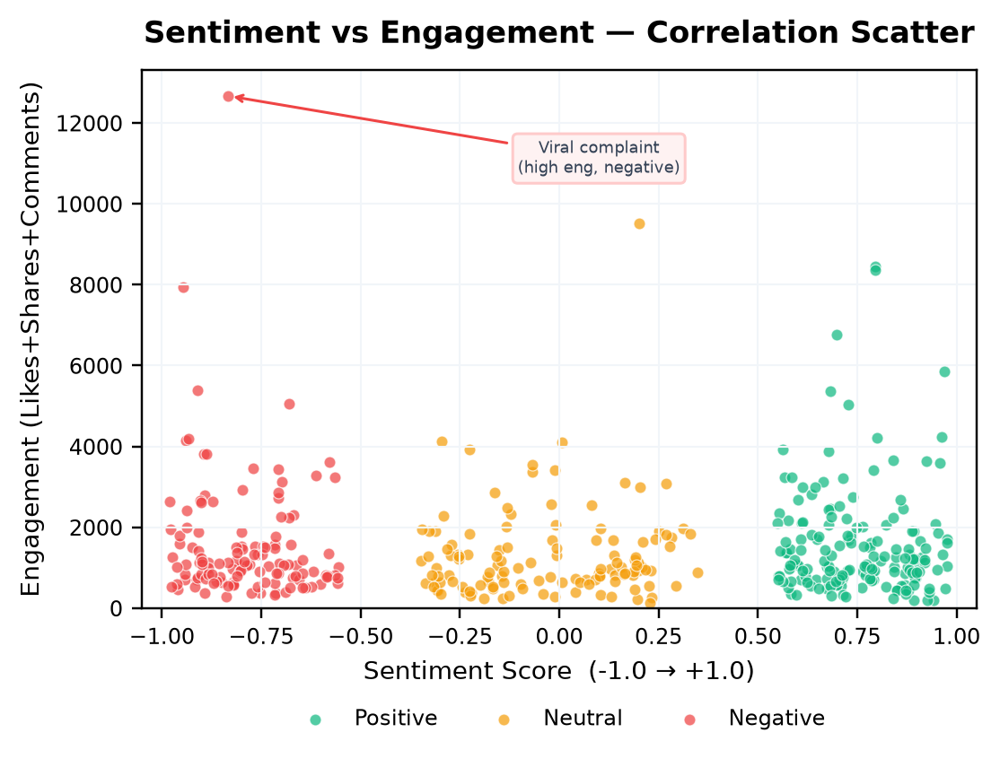 Sentiment vs Engagement — Correlation Scatter
Engagement (Likes+Shares+Comments)
12000
10000
8000
6000
4000
2000
0
Viral complaint
(high eng, negative)
−1.00 −0.75 −0.50 −0.25 0.00 0.25 0.50 0.75 1.00
Sentiment Score (-1.0 → +1.0)
Positive Neutral Negative